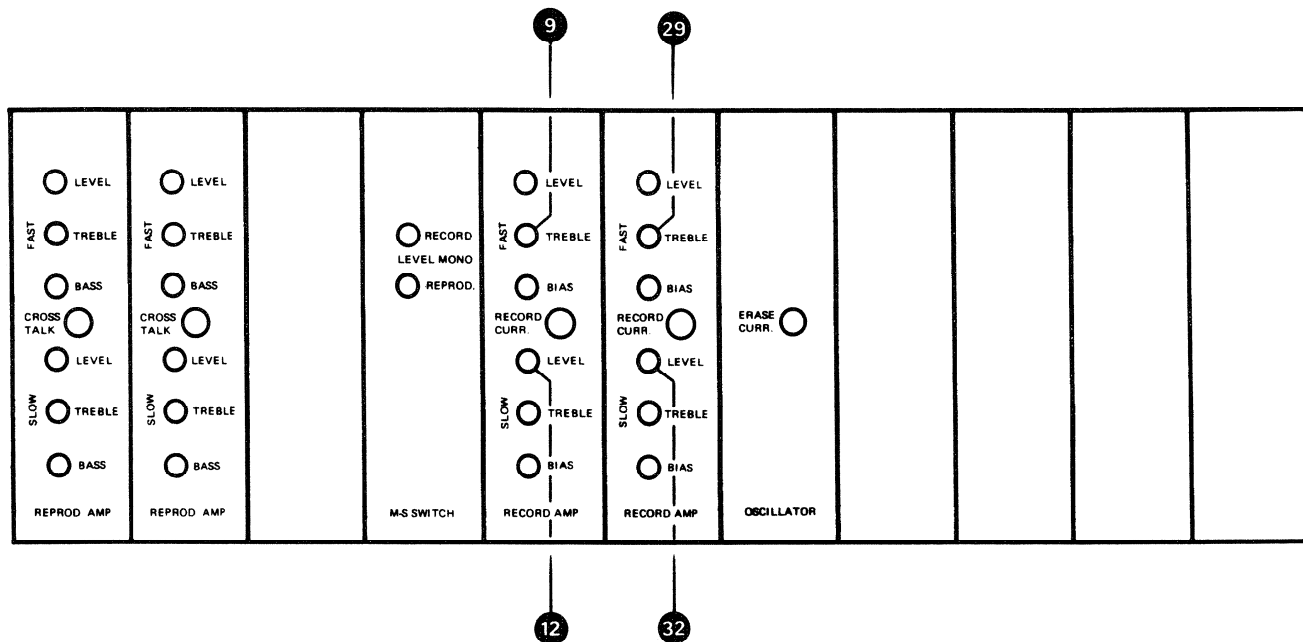 9
29
LEVEL
FAST
TREBLE
BASS
CROSS
TALK
LEVEL
SLOW
TREBLE
BASS
REPROD AMP
LEVEL
FAST
TREBLE
BASS
CROSS
TALK
LEVEL
SLOW
TREBLE
BASS
REPROD AMP
RECORD
LEVEL MONO
REPROD.
M-S SWITCH
LEVEL
FAST
TREBLE
BIAS
RECORD
CURR.
LEVEL
SLOW
TREBLE
BIAS
RECORD AMP
LEVEL
FAST
TREBLE
BIAS
RECORD
CURR.
LEVEL
SLOW
TREBLE
BIAS
RECORD AMP
ERASE
CURR.
OSCILLATOR
12
32